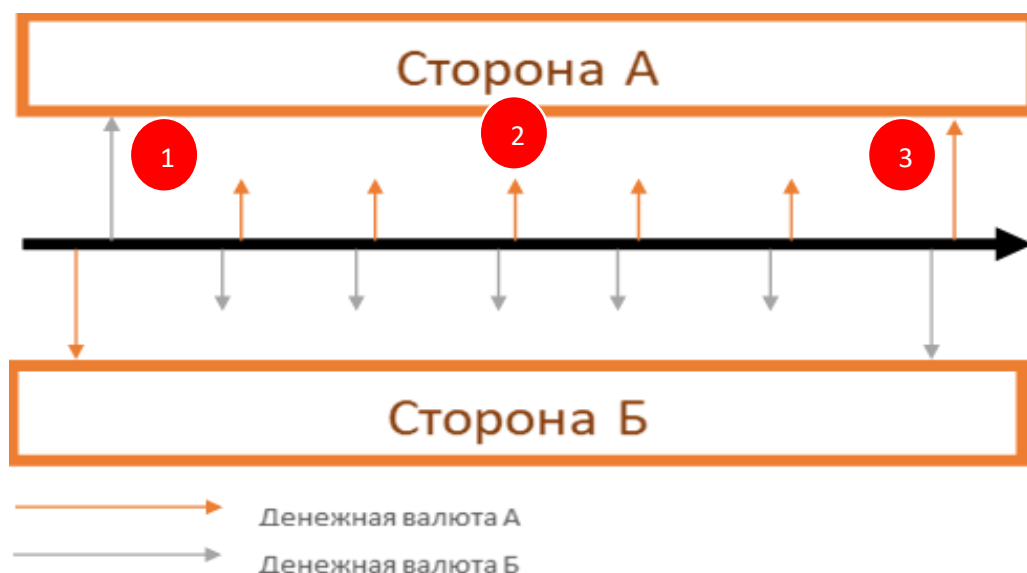 Сторона А
1
2
3
Сторона Б
Денежная валюта А
Денежная валюта Б